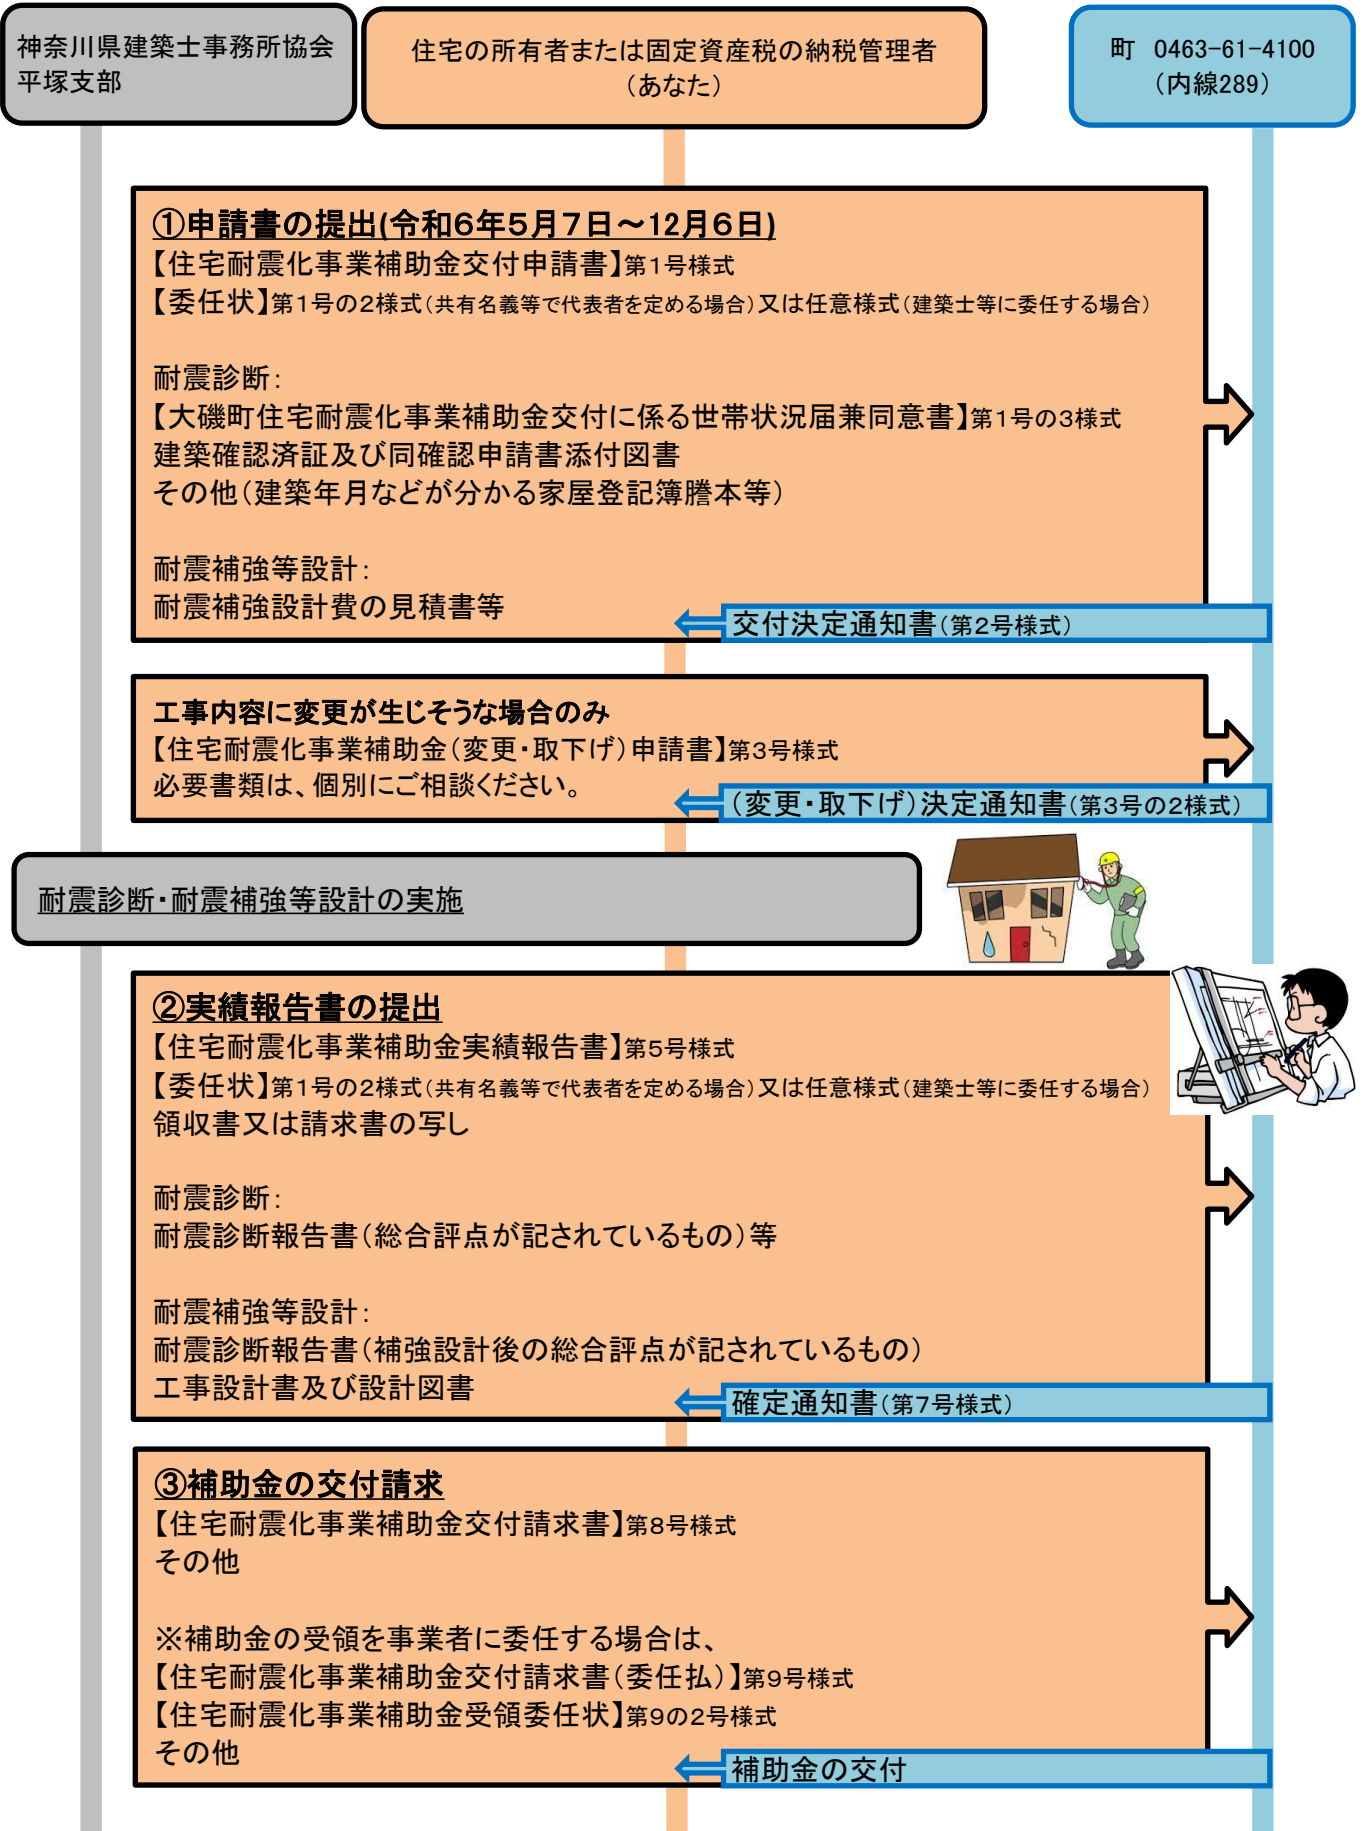 神奈川県建築士事務所協会
平塚支部
住宅の所有者または固定資産税の納税管理者
(あなた)
町 0463-61-4100
(内線289)
①申請書の提出(令和6年5月7日～12月6日)
【住宅耐震化事業補助金交付申請書】第1号様式
【委任状】第1号の2様式(共有名義等で代表者を定める場合)又は任意様式(建築士等に委任する場合)
耐震診断:
【大磯町住宅耐震化事業補助金交付に係る世帯状況届兼同意書】第1号の3様式
建築確認済証及び同確認申請書添付図書
その他(建築年月などが分かる家屋登記簿謄本等)
耐震補強等設計:
耐震補強設計費の見積書等
交付決定通知書(第2号様式)
工事内容に変更が生じそうな場合のみ
【住宅耐震化事業補助金(変更・取下げ)申請書】第3号様式
必要書類は、個別にご相談ください。
(変更・取下げ)決定通知書(第3号の2様式)
耐震診断・耐震補強等設計の実施
②実績報告書の提出
【住宅耐震化事業補助金実績報告書】第5号様式
【委任状】第1号の2様式(共有名義等で代表者を定める場合)又は任意様式(建築士等に委任する場合)
領収書又は請求書の写し
耐震診断:
耐震診断報告書(総合評点が記されているもの)等
耐震補強等設計:
耐震診断報告書(補強設計後の総合評点が記されているもの)
工事設計書及び設計図書
確定通知書(第7号様式)
③補助金の交付請求
【住宅耐震化事業補助金交付請求書】第8号様式
その他
※補助金の受領を事業者に委任する場合は、
【住宅耐震化事業補助金交付請求書(委任払)】第9号様式
【住宅耐震化事業補助金受領委任状】第9の2号様式
その他
補助金の交付